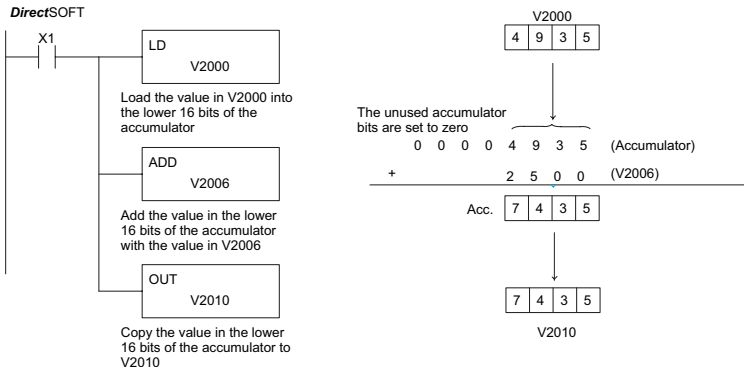 DirectSOFT
X1
LD
V2000
Load the value in V2000 into
the lower 16 bits of the
accumulator
ADD
V2006
Add the value in the lower
16 bits of the accumulator
with the value in V2006
OUT
V2010
Copy the value in the lower
16 bits of the accumulator to
V2010
V2000
4 9 3 5
The unused accumulator
bits are set to zero
0 0 0 0 4 9 3 5 (Accumulator)
+ 2 5 0 0 (V2006)
Acc. 7 4 3 5
7 4 3 5
V2010